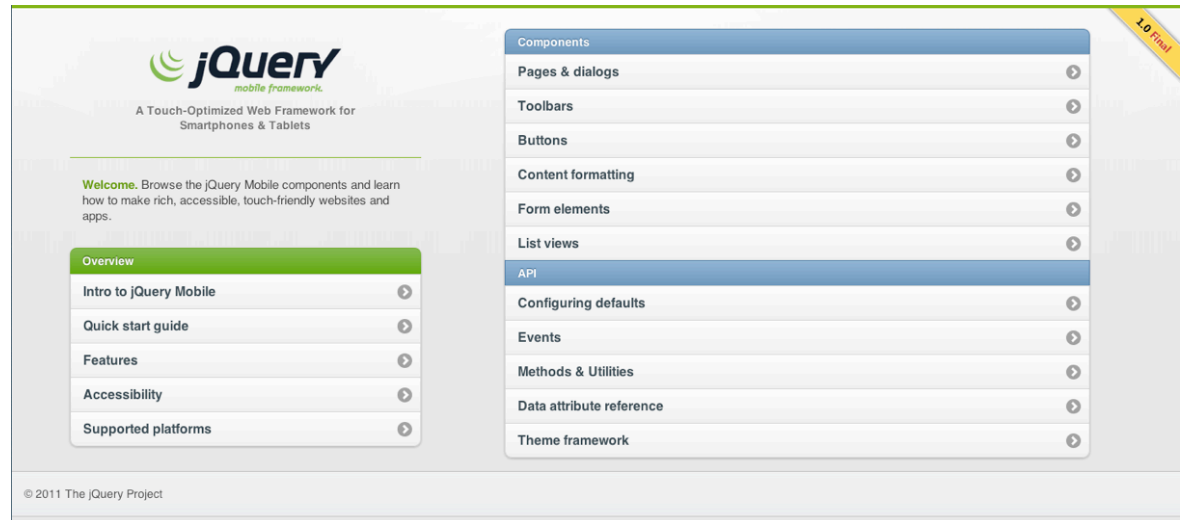 jQuery
mobile framework.
A Touch-Optimized Web Framework for
Smartphones & Tablets
Welcome. Browse the jQuery Mobile components and learn
how to make rich, accessible, touch-friendly websites and
apps.
Overview
Intro to jQuery Mobile
Quick start guide
Features
Accessibility
Supported platforms
Components
Pages & dialogs
Toolbars
Buttons
Content formatting
Form elements
List views
API
Configuring defaults
Events
Methods & Utilities
Data attribute reference
Theme framework
1.0 Final
© 2011 The jQuery Project